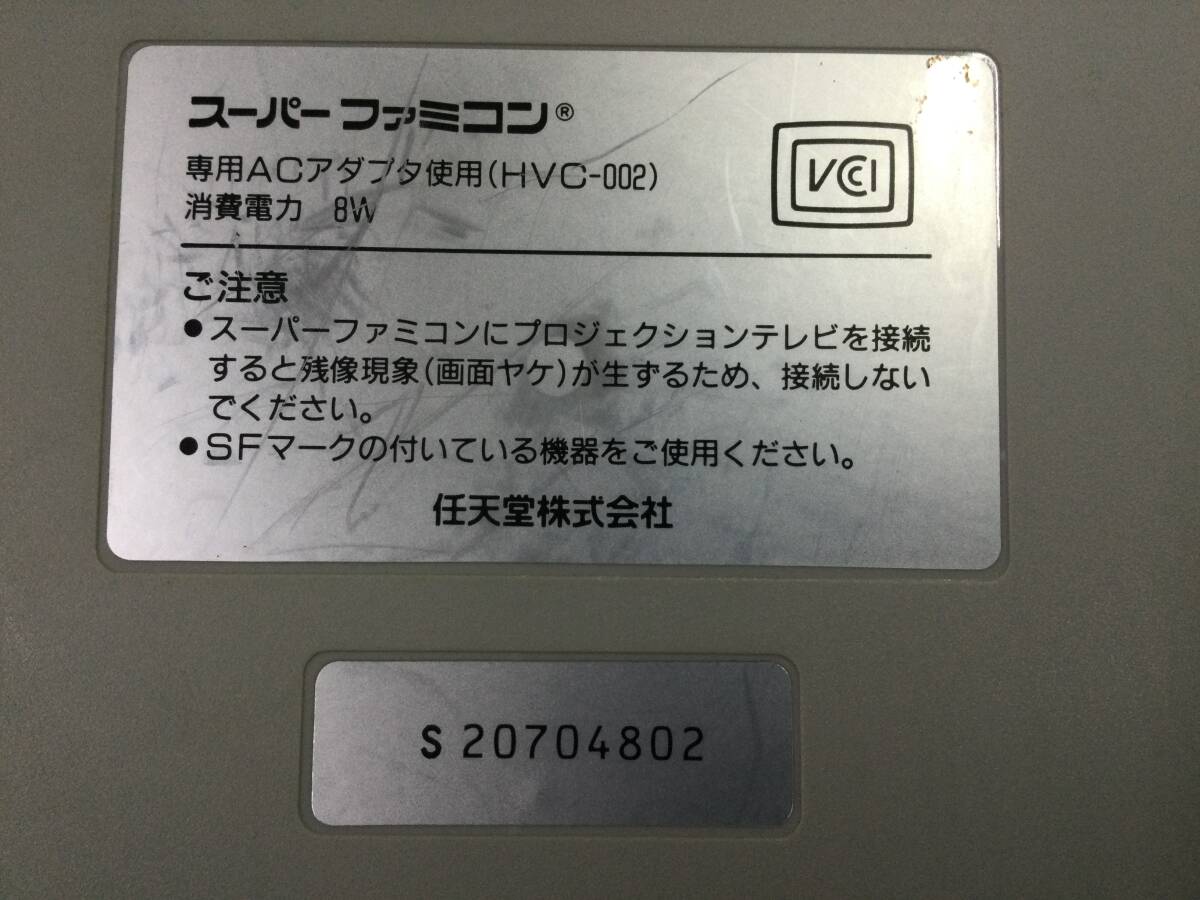 スーパーファミコン®
専用ACアダプタ使用(HVC-002)
消費電力 8W
VCCI
ご注意
●スーパーファミコンにプロジェクションテレビを接続
すると残像現象(画面ヤケ)が生ずるため、接続しない
でください。
●SFマークの付いている機器をご使用ください。
任天堂株式会社
S 20704802